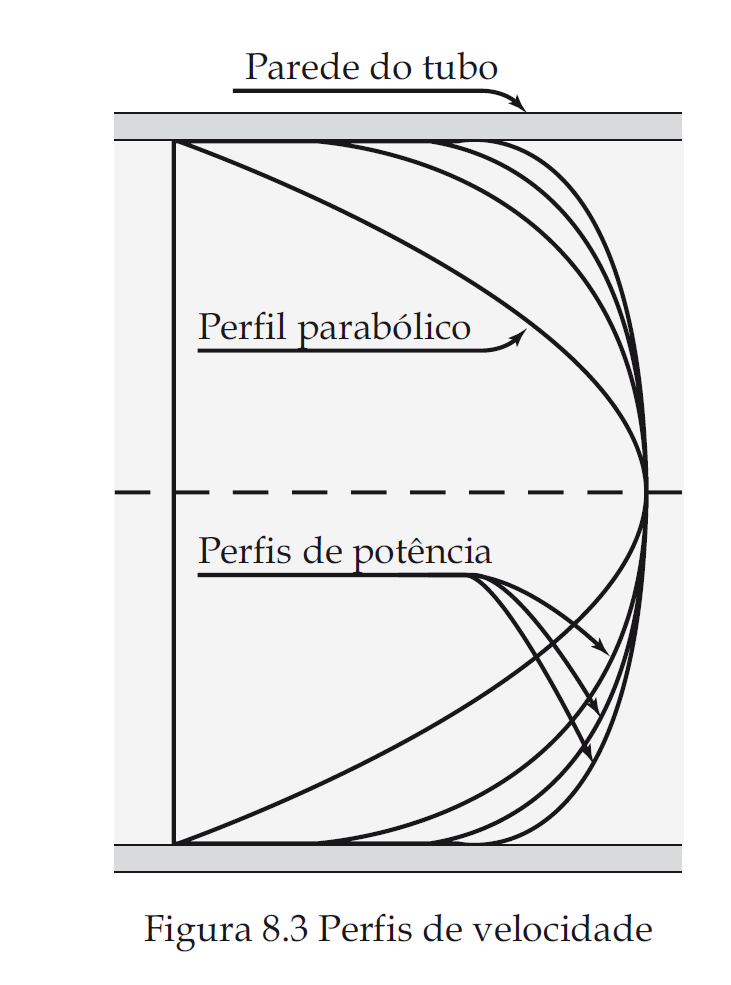 Parede do tubo
Perfil parabólico
Perfis de potência
Figura 8.3 Perfis de velocidade